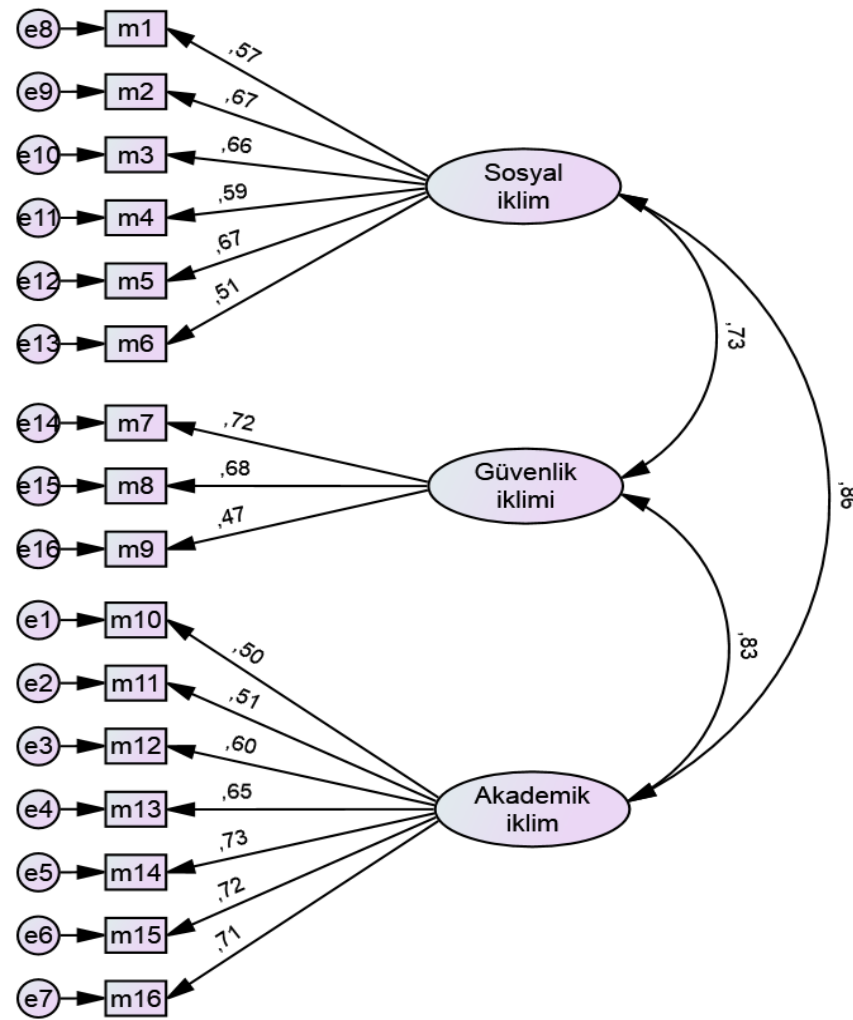 e8 m1 ,57
e9 m2 ,67
e10 m3 ,66
e11 m4 ,59
e12 m5 ,67
e13 m6 ,51
Sosyal
iklim
,73
,86
e14 m7 ,72
e15 m8 ,68
e16 m9 ,47
Güvenlik
iklimi
,83
e1 m10 ,50
e2 m11 ,51
e3 m12 ,60
e4 m13 ,65
e5 m14 ,73
e6 m15 ,72
e7 m16 ,71
Akademik
iklim